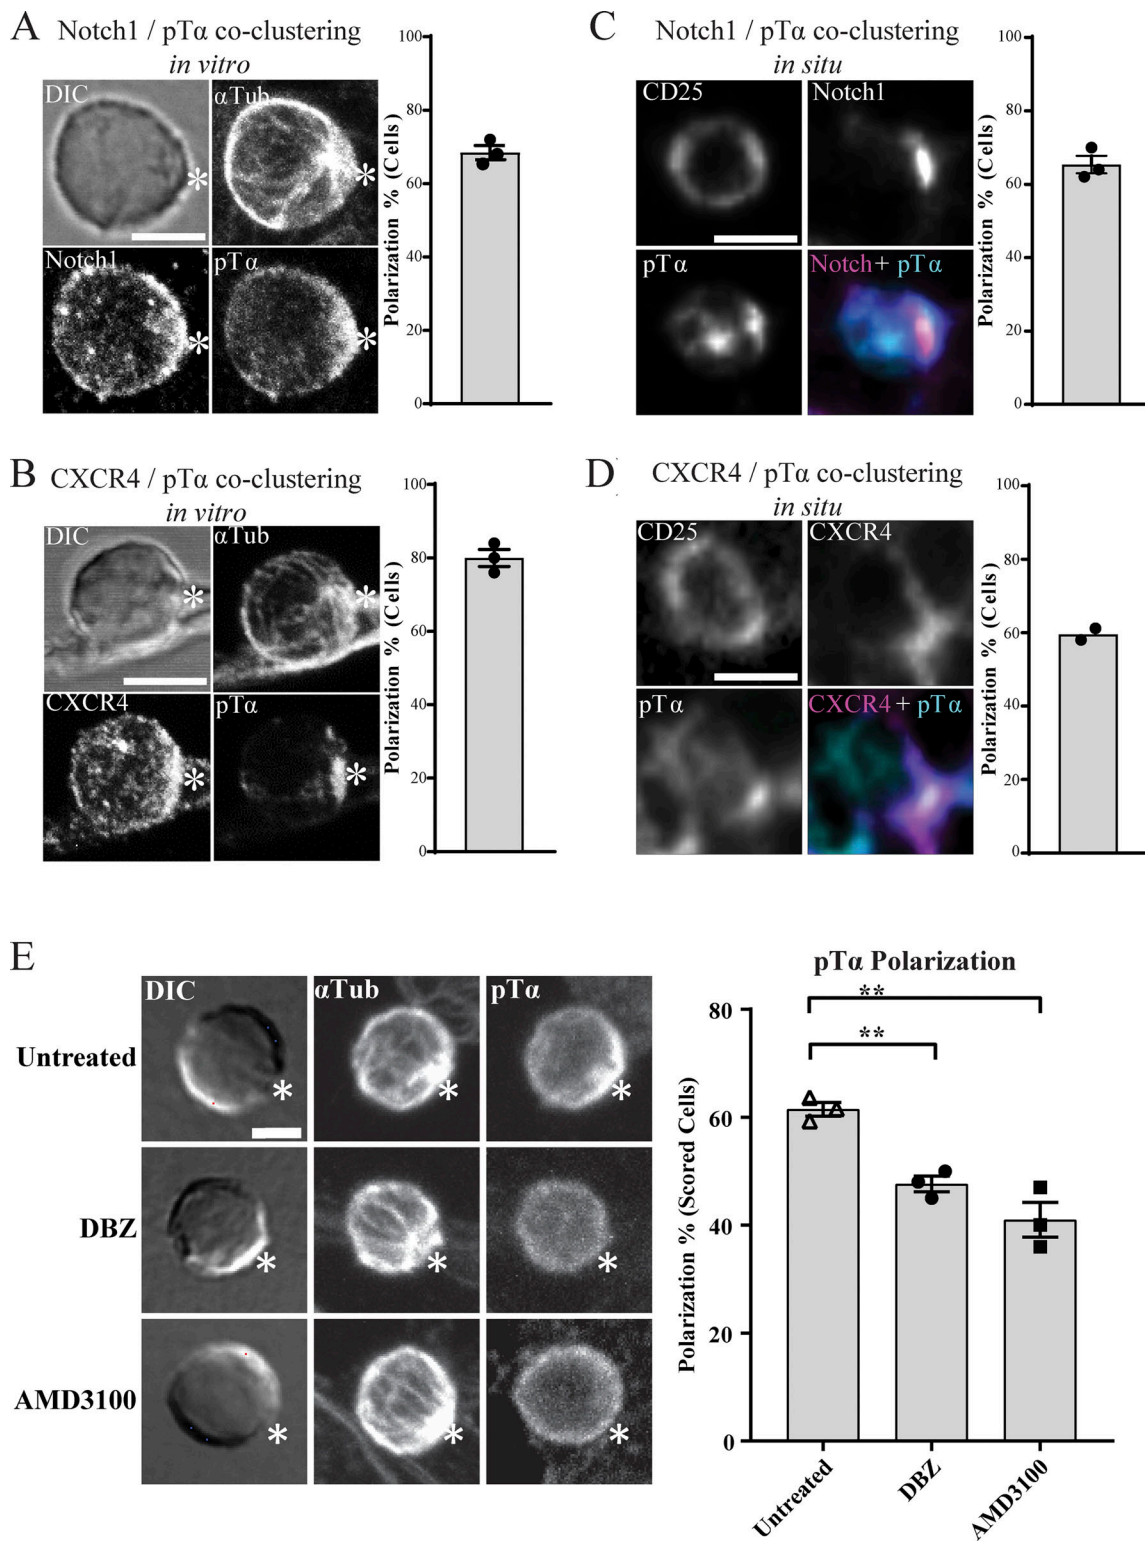 A
Notch1 / pTα co-clustering
in vitro
DIC
αTub
Notch1
pTα
*
*
*
*
Polarization % (Cells)
100
80
60
40
20
0
C
Notch1 / pTα co-clustering
in situ
CD25
Notch1
pTα
Notch+ pTα
Polarization % (Cells)
100
80
60
40
20
0
B
CXCR4 / pTα co-clustering
in vitro
DIC
αTub
CXCR4
pTα
*
*
*
*
Polarization % (Cells)
100
80
60
40
20
0
D
CXCR4 / pTα co-clustering
in situ
CD25
CXCR4
pTα
CXCR4 + pTα
Polarization % (Cells)
100
80
60
40
20
0
E
DIC
αTub
pTα
Untreated
*
*
*
DBZ
*
*
*
AMD3100
*
*
*
pTα Polarization
**
**
Polarization % (Scored Cells)
80
60
40
20
0
Untreated
DBZ
AMD3100